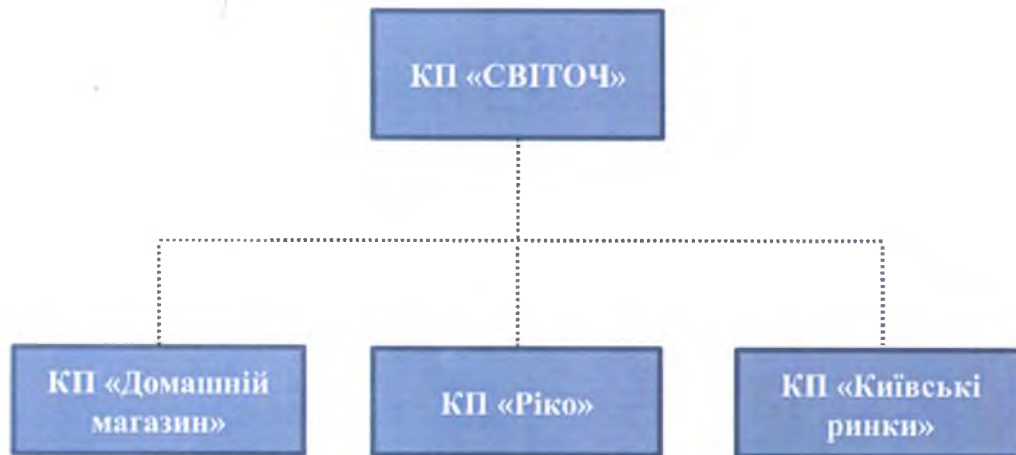 КП «СВІТОЧ»
КП «Домашній
магазин»
КП «Ріко»
КП «Київські
ринки»